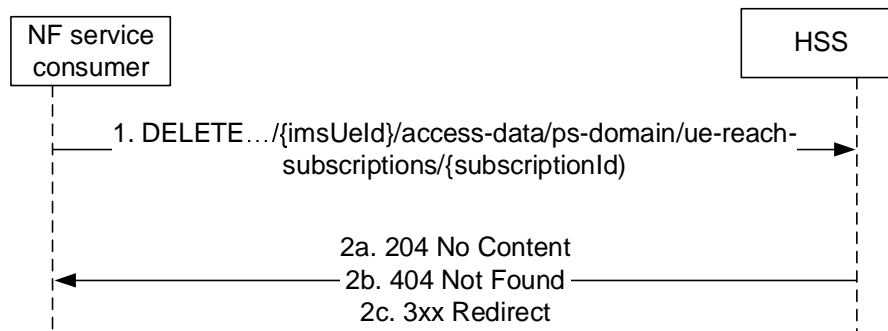 NF service
consumer
HSS
1. DELETE…/{imsUeId}/access-data/ps-domain/ue-reach-
subscriptions/{subscriptionId)
2a. 204 No Content
2b. 404 Not Found
2c. 3xx Redirect